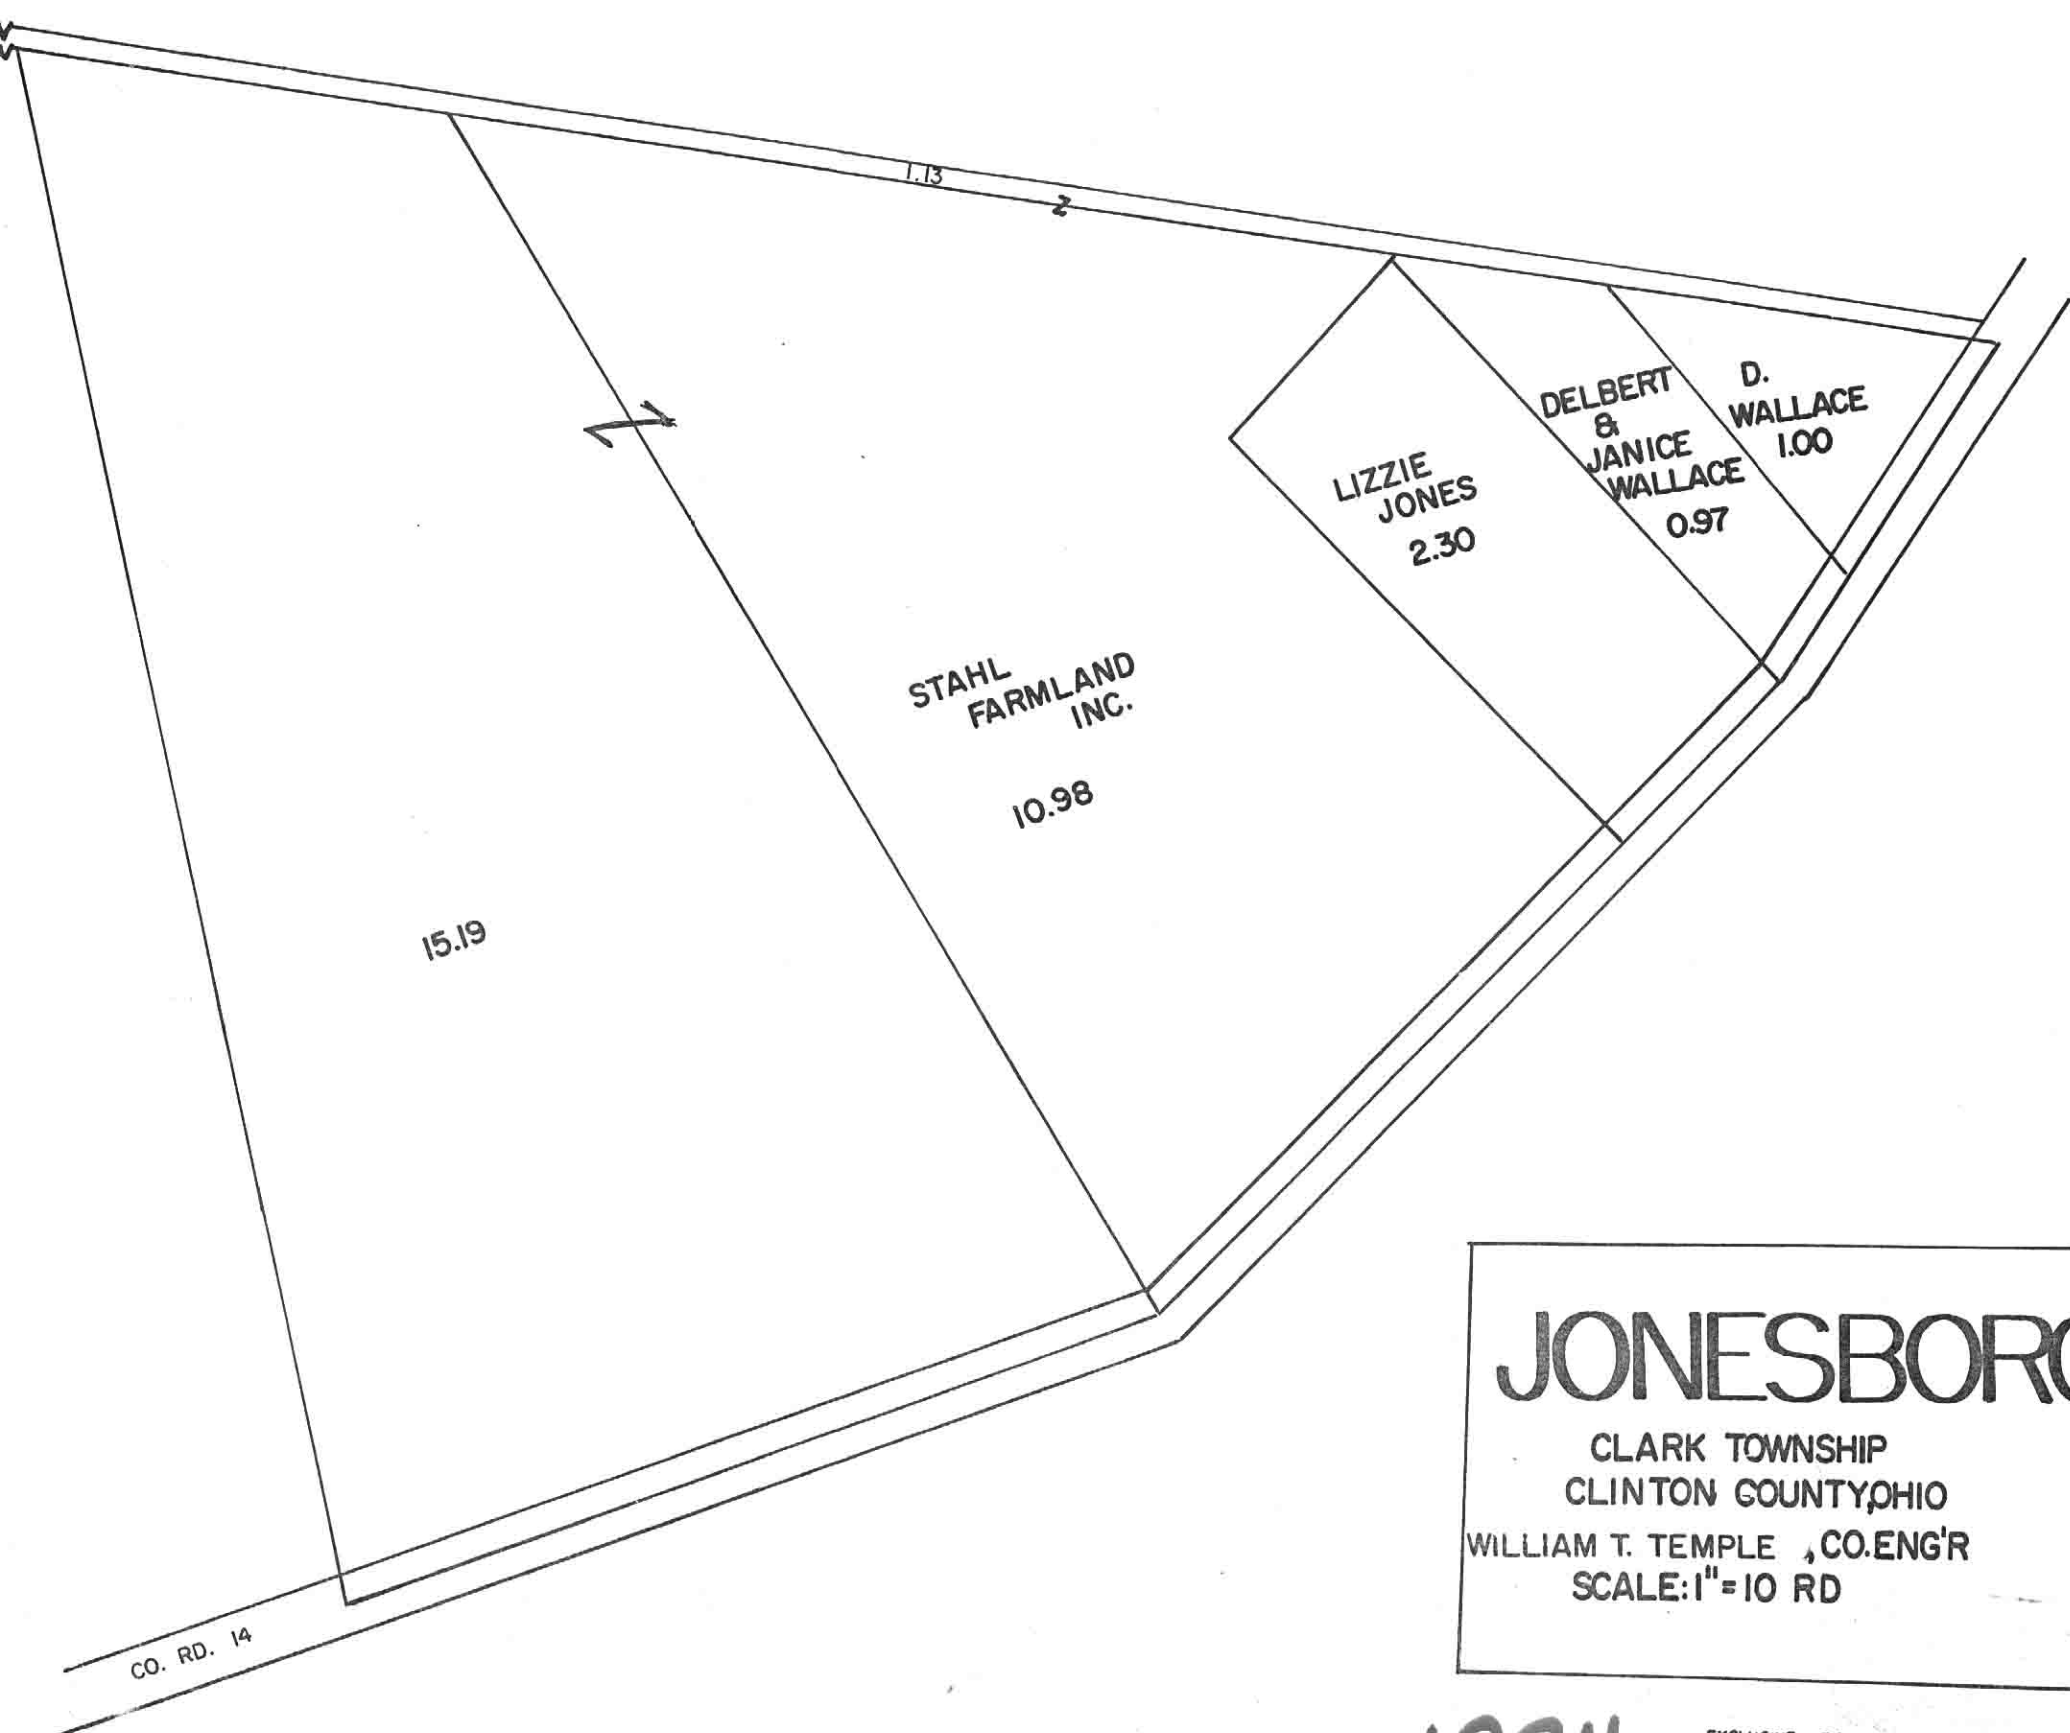 1.13
Z
D.
WALLACE
1.00
DELBERT
&
JANICE
WALLACE
0.97
LIZZIE
JONES
2.30
STAHL
FARMLAND
INC.
10.98
15.19
CO. RD. 14
JONESBORO
CLARK TOWNSHIP
CLINTON COUNTY,OHIO
WILLIAM T. TEMPLE , CO.ENG'R
SCALE: 1"=10 RD